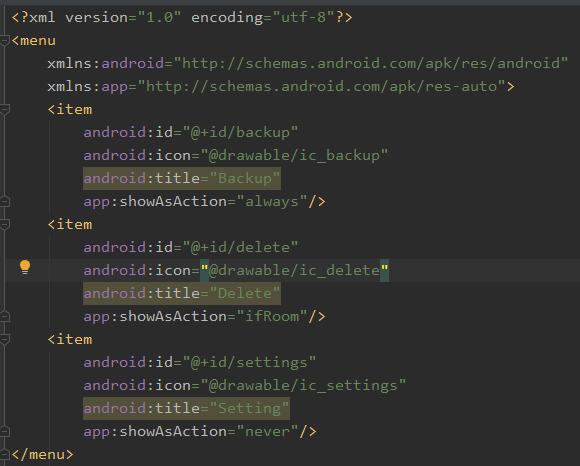 <?xml version="1.0" encoding="utf-8"?>
<menu
xmlns:android="http://schemas.android.com/apk/res/android"
xmlns:app="http://schemas.android.com/apk/res-auto">
<item
android:id="@+id/backup"
android:icon="@drawable/ic_backup"
android:title="Backup"
app:showAsAction="always"/>
<item
android:id="@+id/delete"
android:icon="@drawable/ic_delete"
android:title="Delete"
app:showAsAction="ifRoom"/>
<item
android:id="@+id/settings"
android:icon="@drawable/ic_settings"
android:title="Setting"
app:showAsAction="never"/>
</menu>